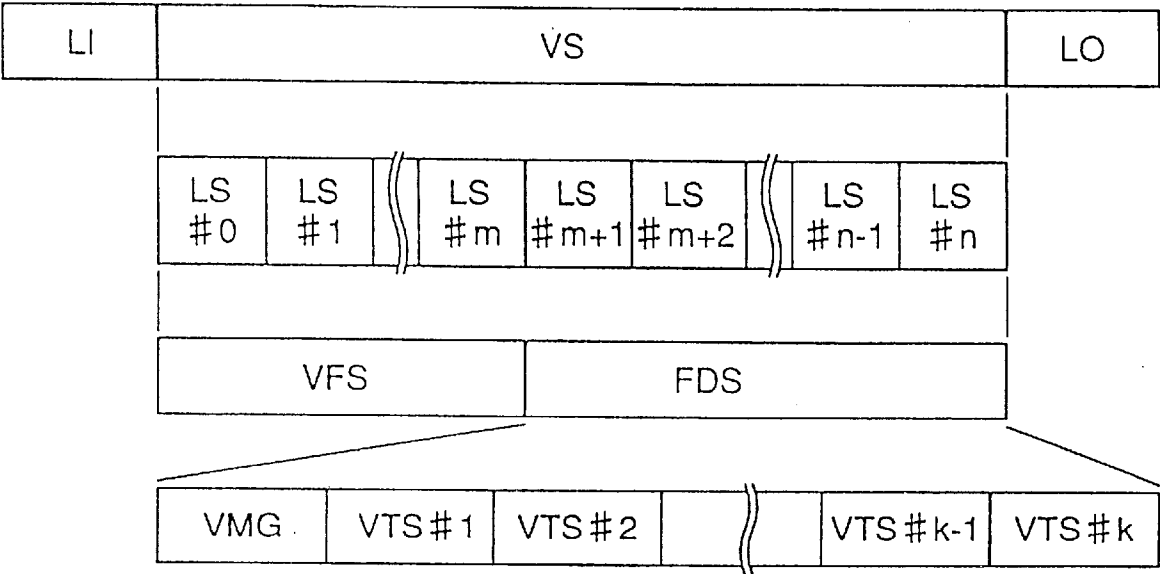 LI VS LO
LS LS LS LS LS LS LS
#0 #1 #m #m+1 #m+2 #n-1 #n
VFS FDS
VMG VTS#1 VTS#2 VTS#k-1 VTS#k